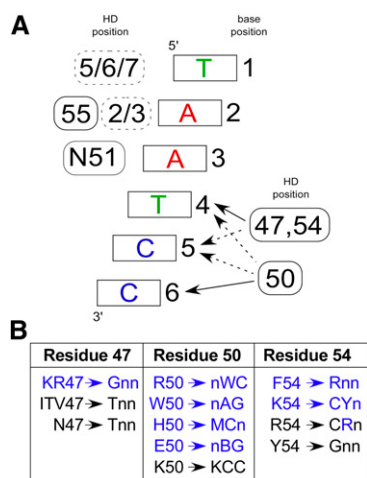 A
HD position
base position
5'
5/6/7 T 1
55 2/3 A 2
N51 A 3
HD position
T 4
47,54
C 5
50
C 6
3'
B
Residue 47 Residue 50 Residue 54
KR47➤Gnn R50➤nWC F54➤Rnn
ITV47➤Tnn W50➤nAG K54➤CYn
N47➤Tnn H50➤MCn R54➤CRn
E50➤nBG Y54➤Gnn
K50➤KCC